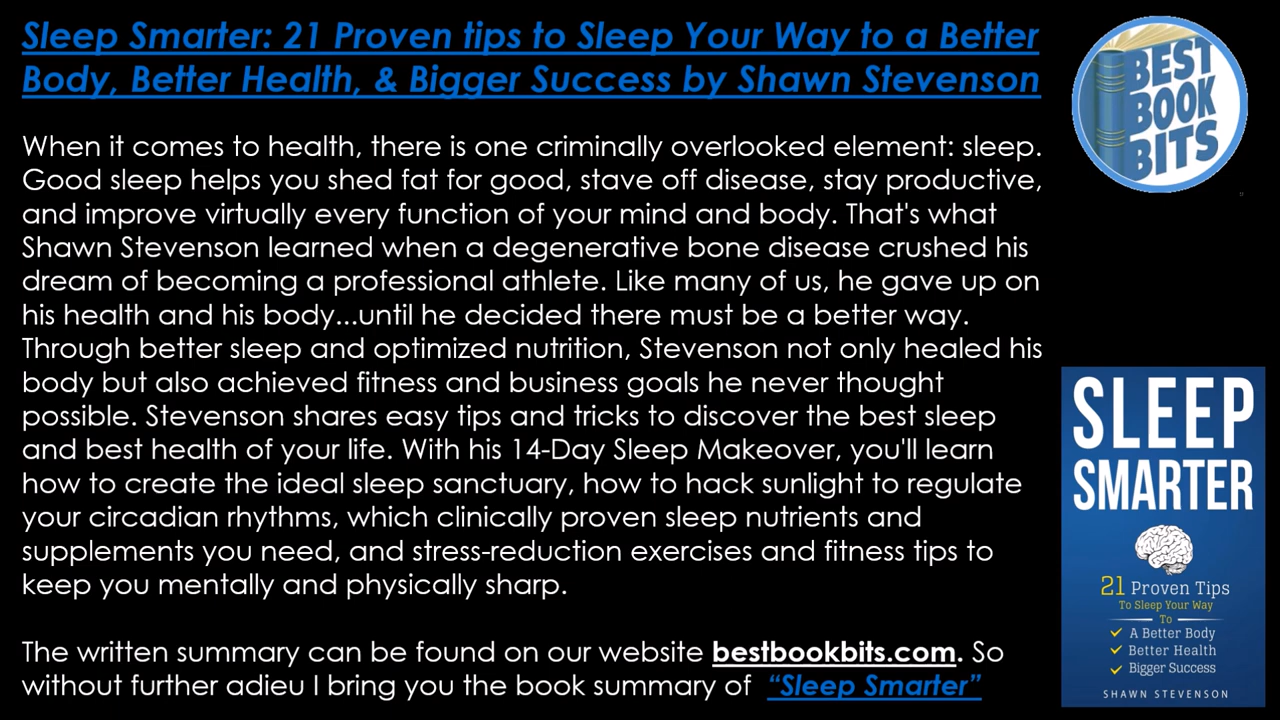 Sleep Smarter: 21 Proven tips to Sleep Your Way to a Better
Body, Better Health, & Bigger Success by Shawn Stevenson
BEST
BOOK
BITS
When it comes to health, there is one criminally overlooked element: sleep.
Good sleep helps you shed fat for good, stave off disease, stay productive,
and improve virtually every function of your mind and body. That's what
Shawn Stevenson learned when a degenerative bone disease crushed his
dream of becoming a professional athlete. Like many of us, he gave up on
his health and his body...until he decided there must be a better way.
Through better sleep and optimized nutrition, Stevenson not only healed his
body but also achieved fitness and business goals he never thought
possible. Stevenson shares easy tips and tricks to discover the best sleep
and best health of your life. With his 14-Day Sleep Makeover, you'll learn
how to create the ideal sleep sanctuary, how to hack sunlight to regulate
your circadian rhythms, which clinically proven sleep nutrients and
supplements you need, and stress-reduction exercises and fitness tips to
keep you mentally and physically sharp.
The written summary can be found on our website bestbookbits.com. So
without further adieu I bring you the book summary of “Sleep Smarter”
SLEEP
SMARTER
21 Proven Tips
To Sleep Your Way
To
A Better Body
Better Health
Bigger Success
SHAWN STEVENSON